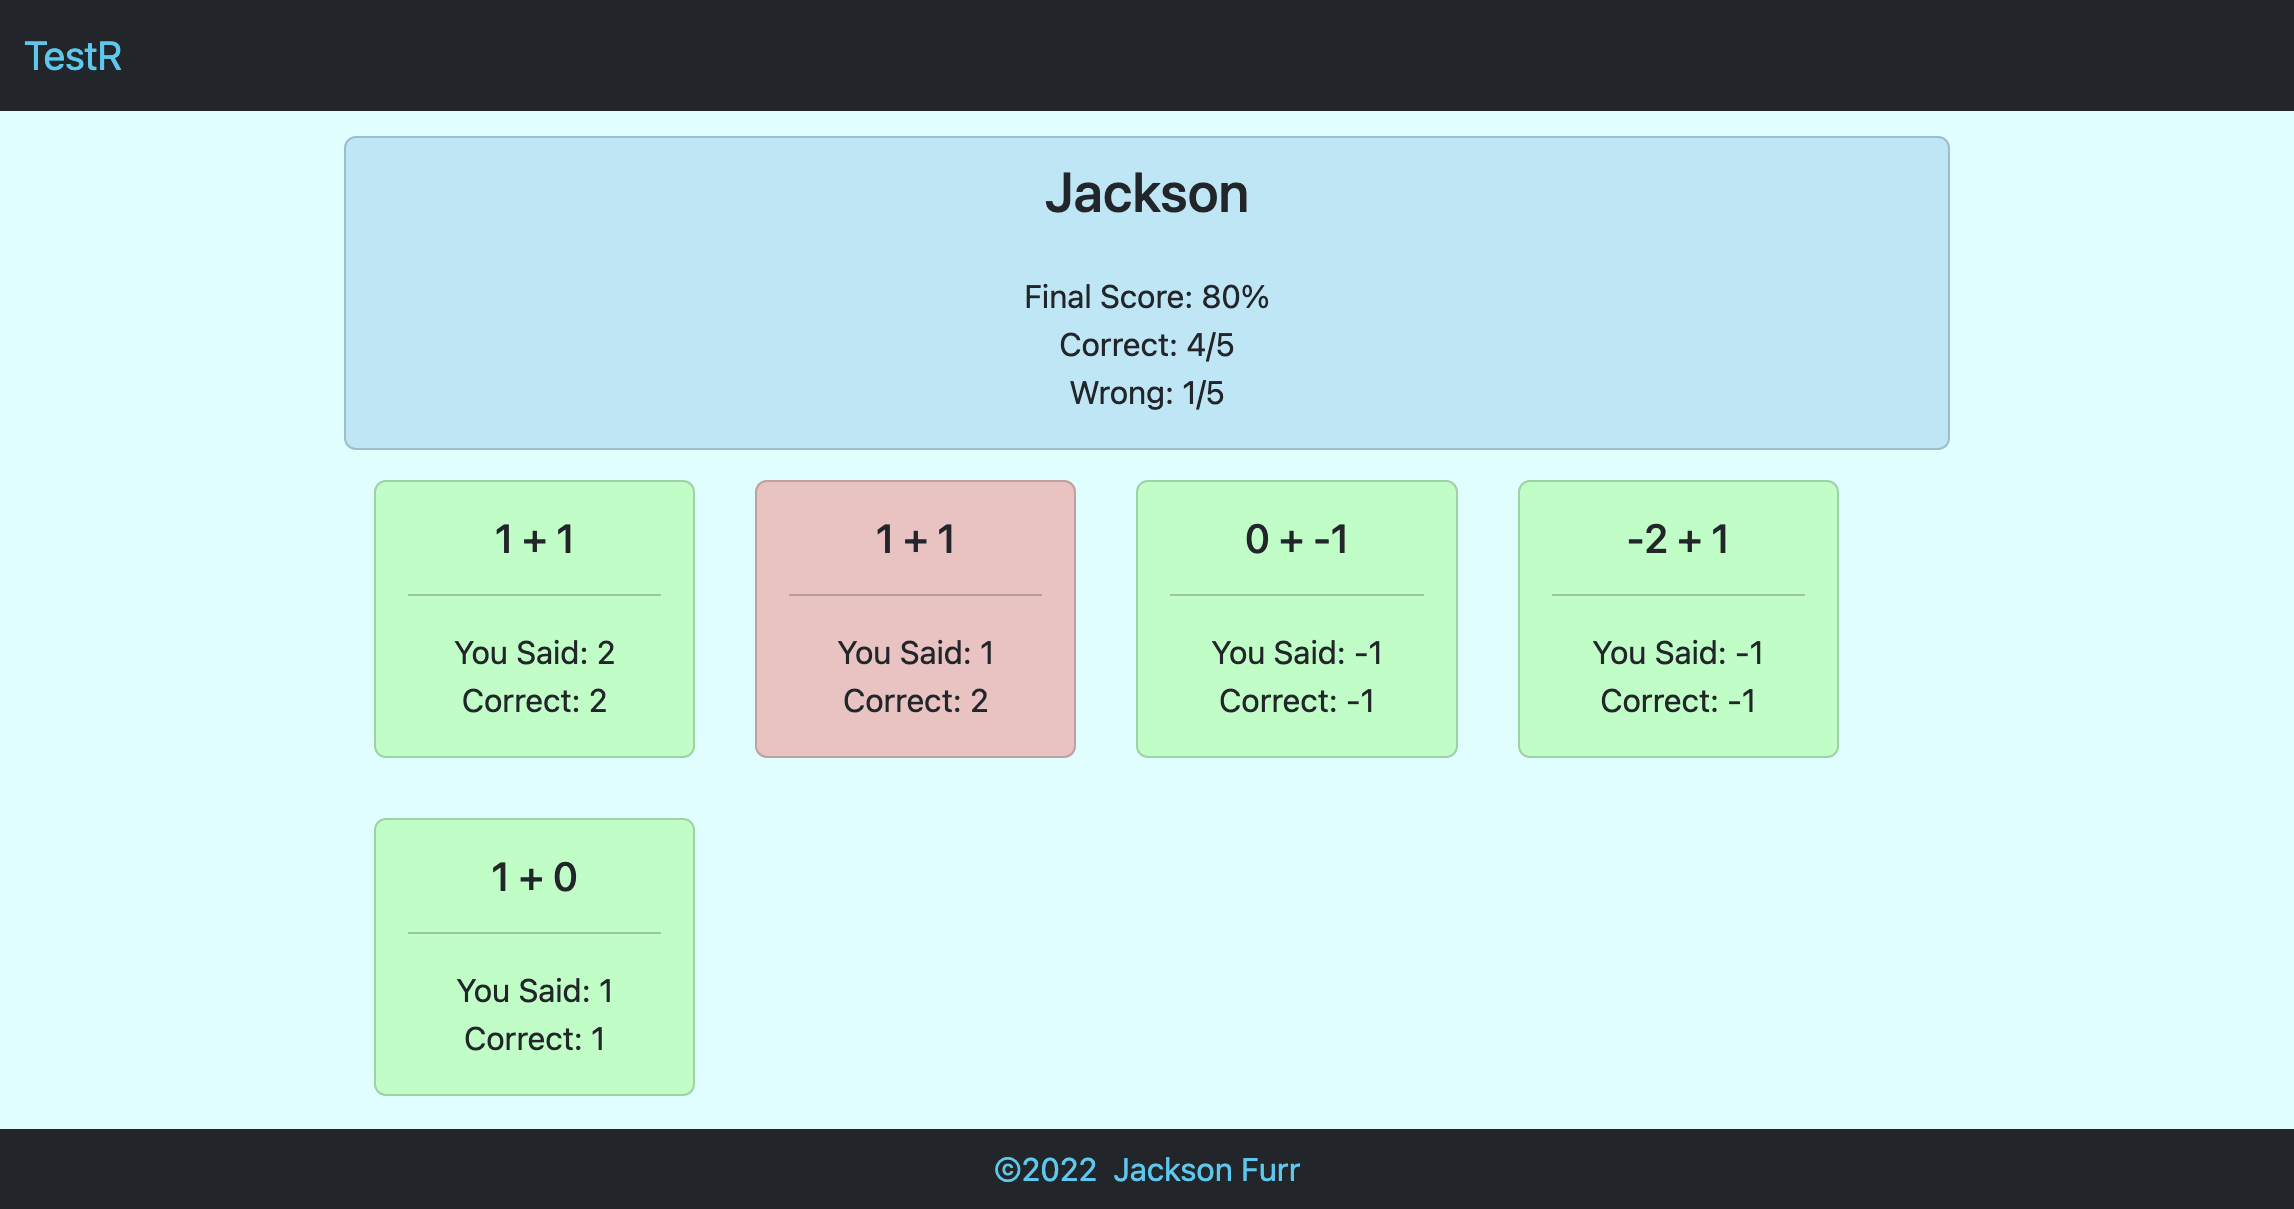 TestR
Jackson
Final Score: 80%
Correct: 4/5
Wrong: 1/5
1 + 1
You Said: 2
Correct: 2
1 + 1
You Said: 1
Correct: 2
0 + -1
You Said: -1
Correct: -1
-2 + 1
You Said: -1
Correct: -1
1 + 0
You Said: 1
Correct: 1
©2022 Jackson Furr